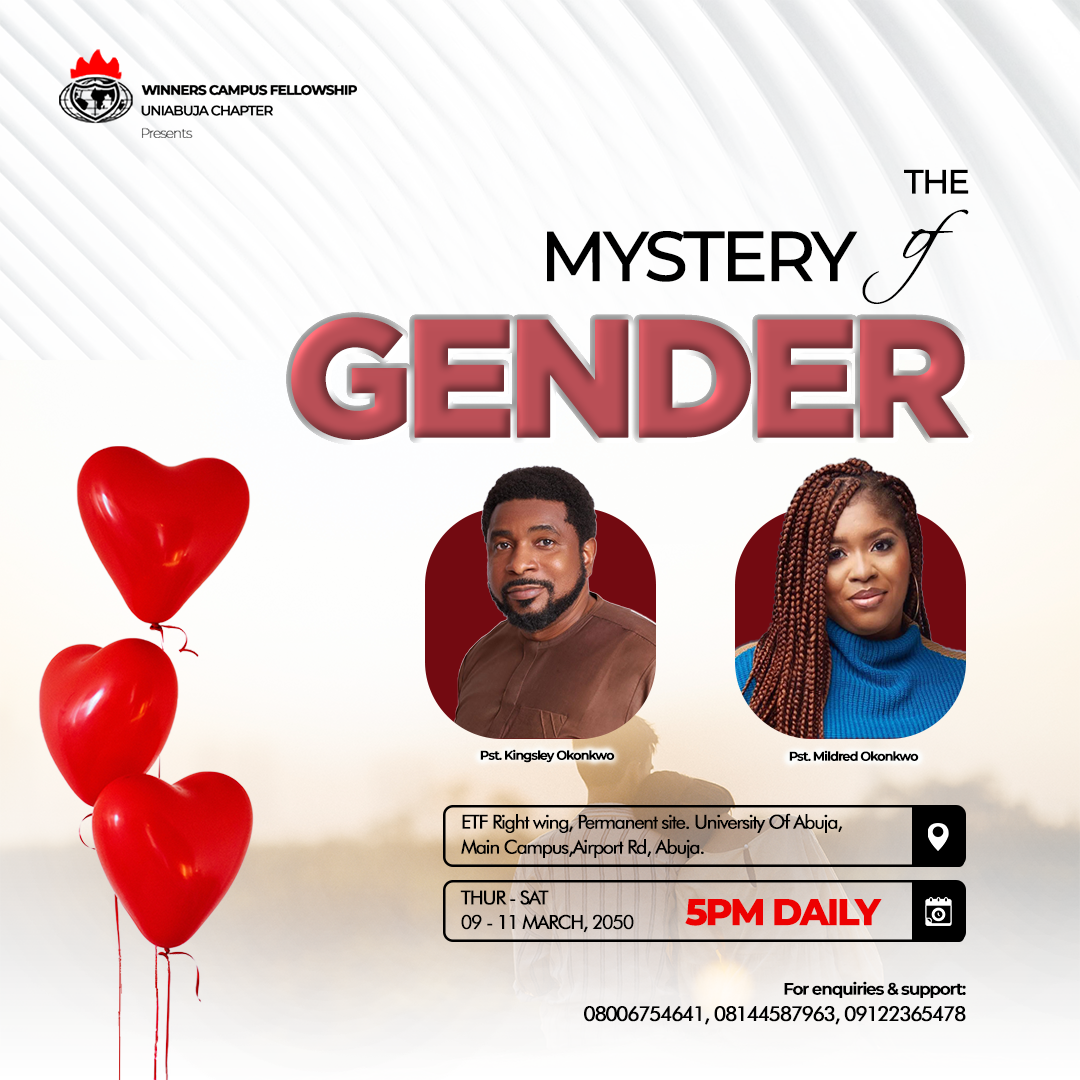 WINNERS CAMPUS FELLOWSHIP
UNIABUJA CHAPTER
Presents
THE
MYSTERY of
GENDER
Pst. Kingsley Okonkwo
Pst. Mildred Okonkwo
ETF Right wing, Permanent site. University Of Abuja,
Main Campus,Airport Rd, Abuja.
THUR - SAT
09 - 11 MARCH, 2050
5PM DAILY
For enquiries & support:
08006754641, 08144587963, 09122365478